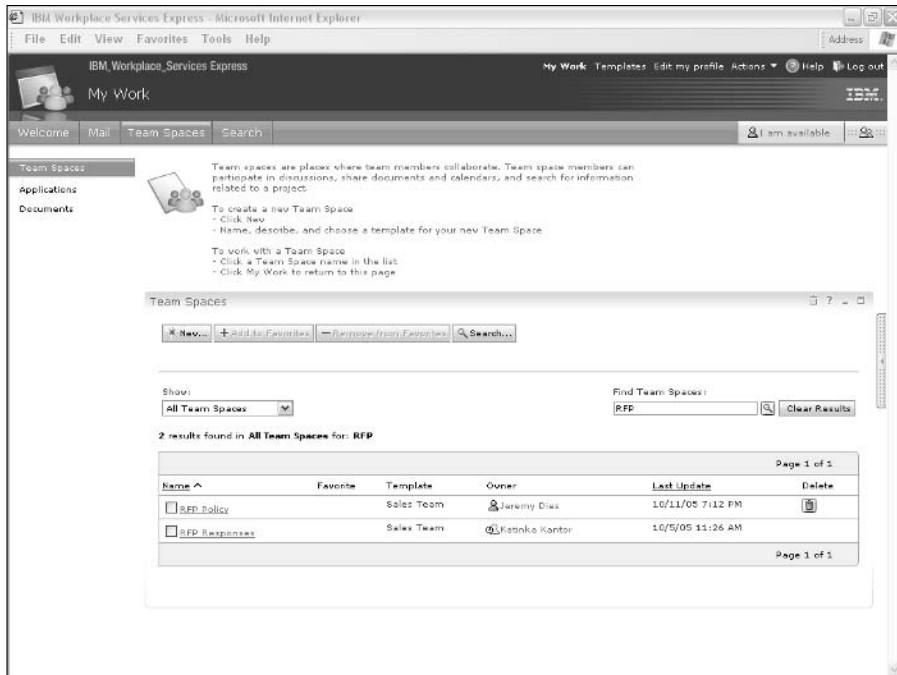 IBM Workplace Services Express - Microsoft Internet Explorer
File Edit View Favorites Tools Help
Address
IBM, Workplace_Services Express
My Work Templates Edit my profile Actions Help Log out
My Work
IBM.
Welcome Mail Team Spaces Search
I am available
Team Spaces
Applications
Documents
Team spaces are places where team members collaborate. Team space members can
participate in discussions, share documents and calendars, and search for information
related to a project.
To create a new Team Space
- Click New
- Name, desoribe, and choose a template for your new Team Space
To work with a Team Space
- Click a Team Space name in the list
- Click My Work to return to this page
Team Spaces
New... Add to Favorites Remove from Favorites Search...
Show: Find Team Spaces:
All Team Spaces RFP Clear Results
2 results found in All Team Spaces for: RFP
Page 1 of 1
Name Favorite Template Owner Last Update Delete
RFP Policy Sales Team Jeremy Dies 10/11/05 7:12 PM
RFP Responses Sales Team Katinka Kantor 10/5/05 11:26 AM
Page 1 of 1